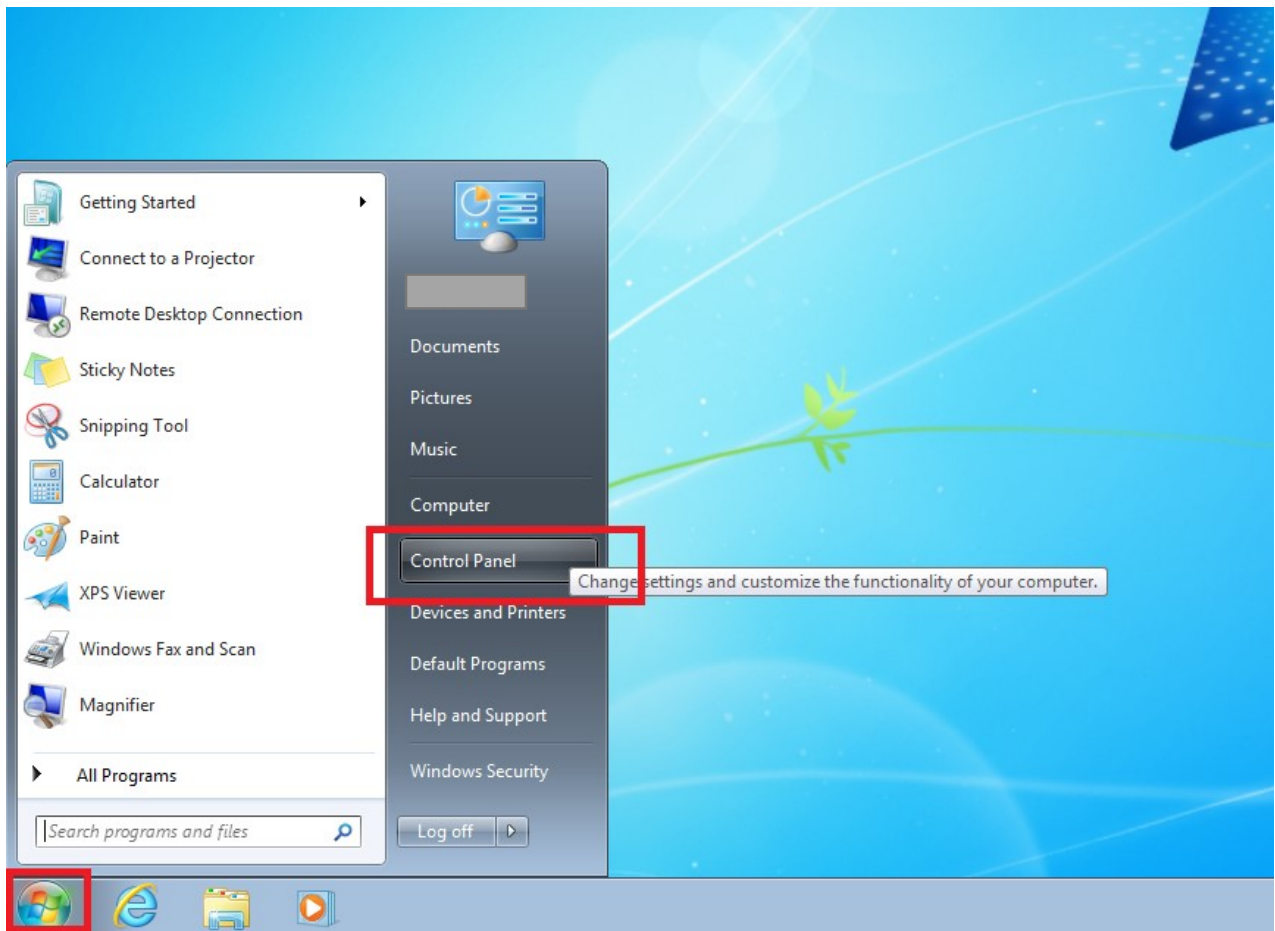 Getting Started
Connect to a Projector
Remote Desktop Connection
Sticky Notes
Snipping Tool
Calculator
Paint
XPS Viewer
Windows Fax and Scan
Magnifier
All Programs
Search programs and files
Documents
Pictures
Music
Computer
Control Panel
Change settings and customize the functionality of your computer.
Devices and Printers
Default Programs
Help and Support
Windows Security
Log off